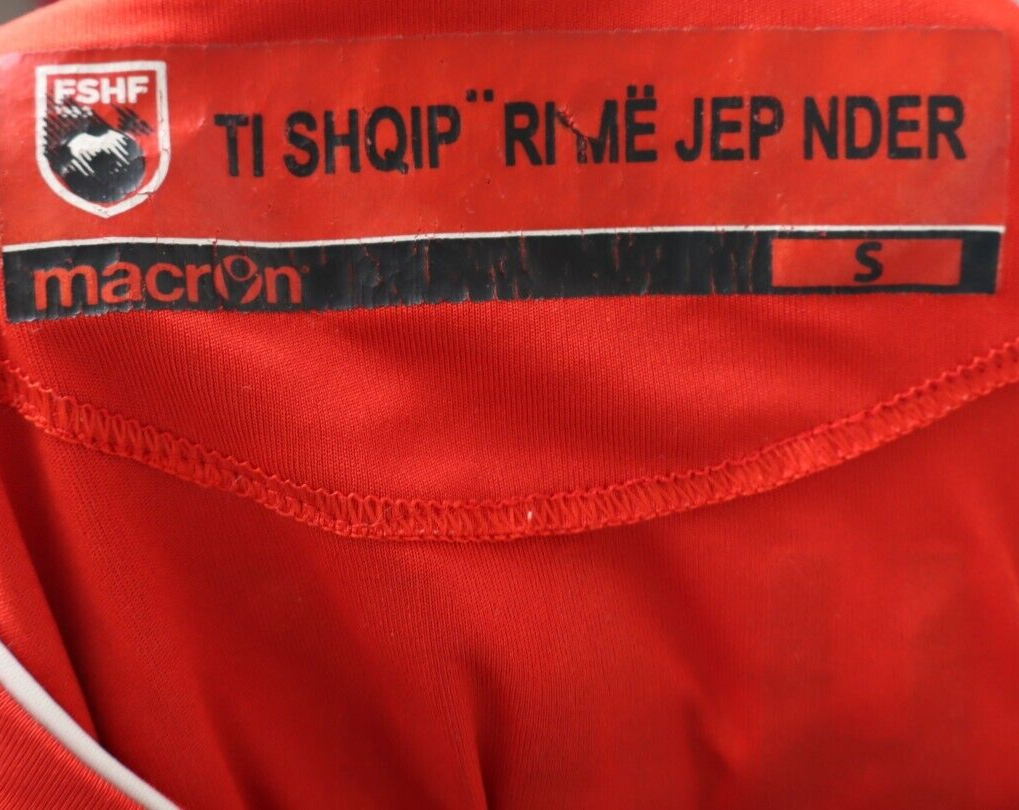 FSHF
TI SHQIP¨RI MË JEP NDER
macron
S